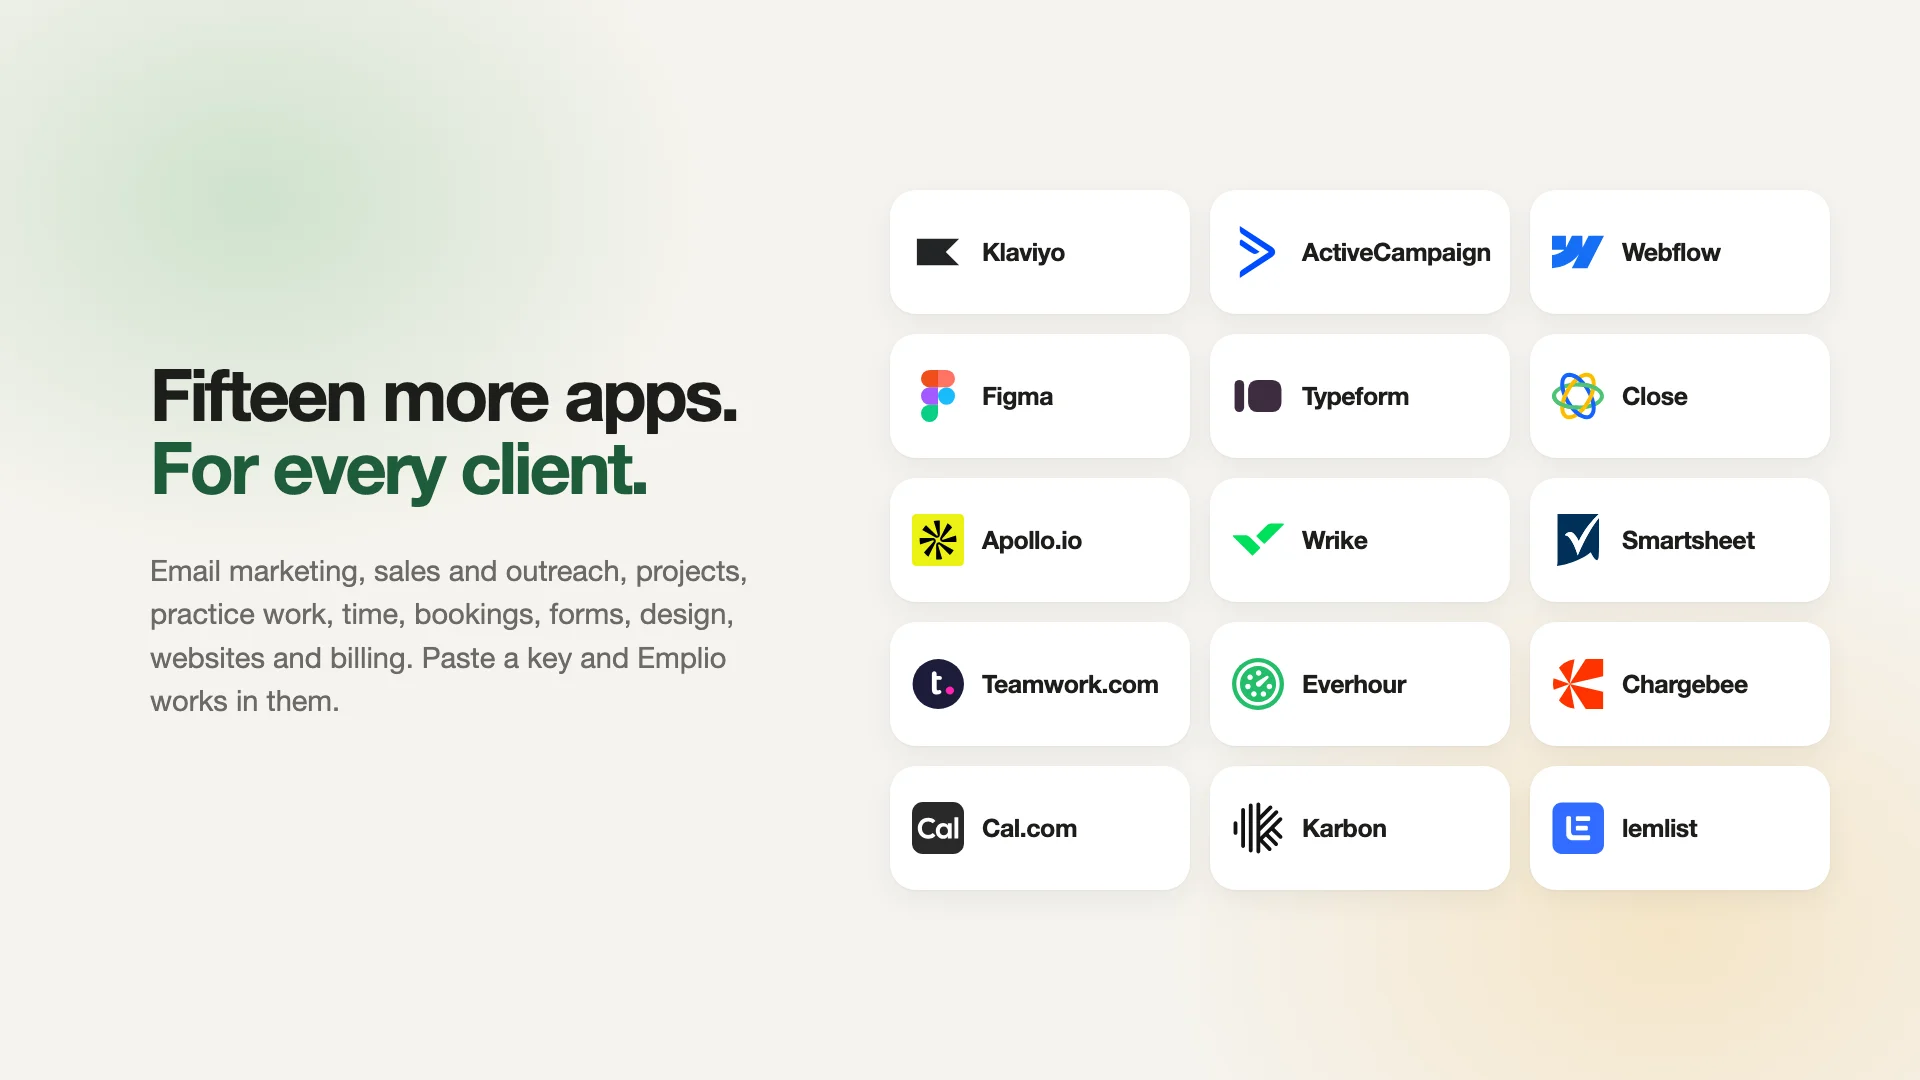 Fifteen more apps.
For every client.
Email marketing, sales and outreach, projects,
practice work, time, bookings, forms, design,
websites and billing. Paste a key and Emplio
works in them.
Klaviyo
ActiveCampaign
Webflow
Figma
Typeform
Close
Apollo.io
Wrike
Smartsheet
t.
Teamwork.com
Everhour
Chargebee
Cal
Cal.com
Karbon
LE
lemlist